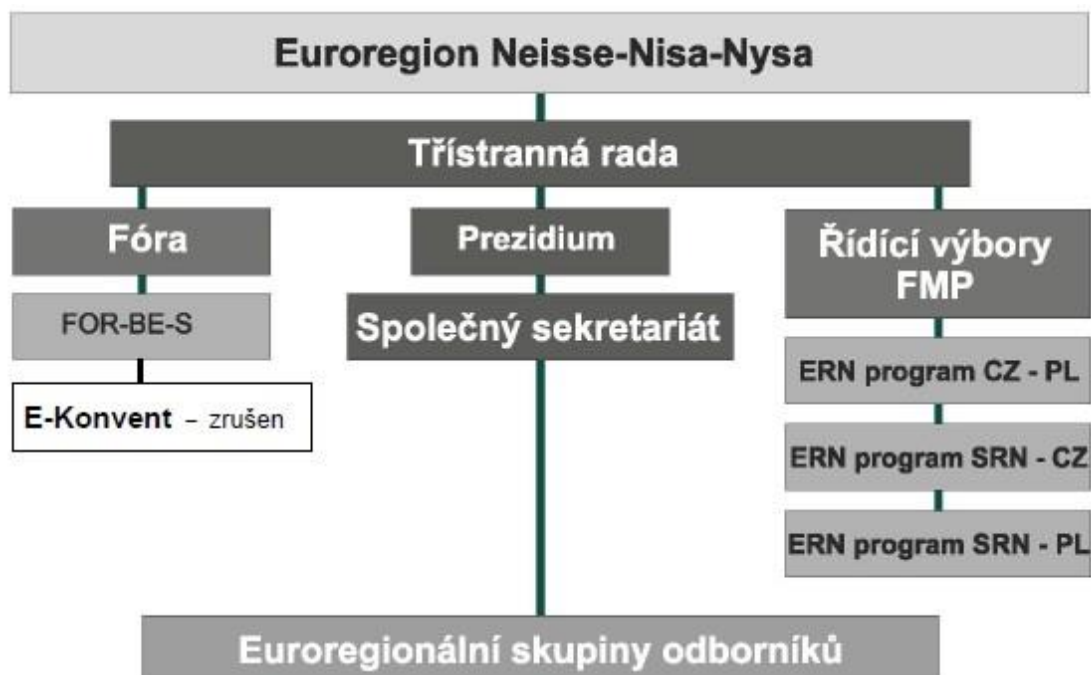 Euroregion Neisse-Nisa-Nysa
Třístranná rada
Fóra
FOR-BE-S
E-Konvent – zrušen
Prezidium
Společný sekretariát
Řídící výbory
FMP
ERN program CZ - PL
ERN program SRN - CZ
ERN program SRN - PL
Euroregionální skupiny odborníků